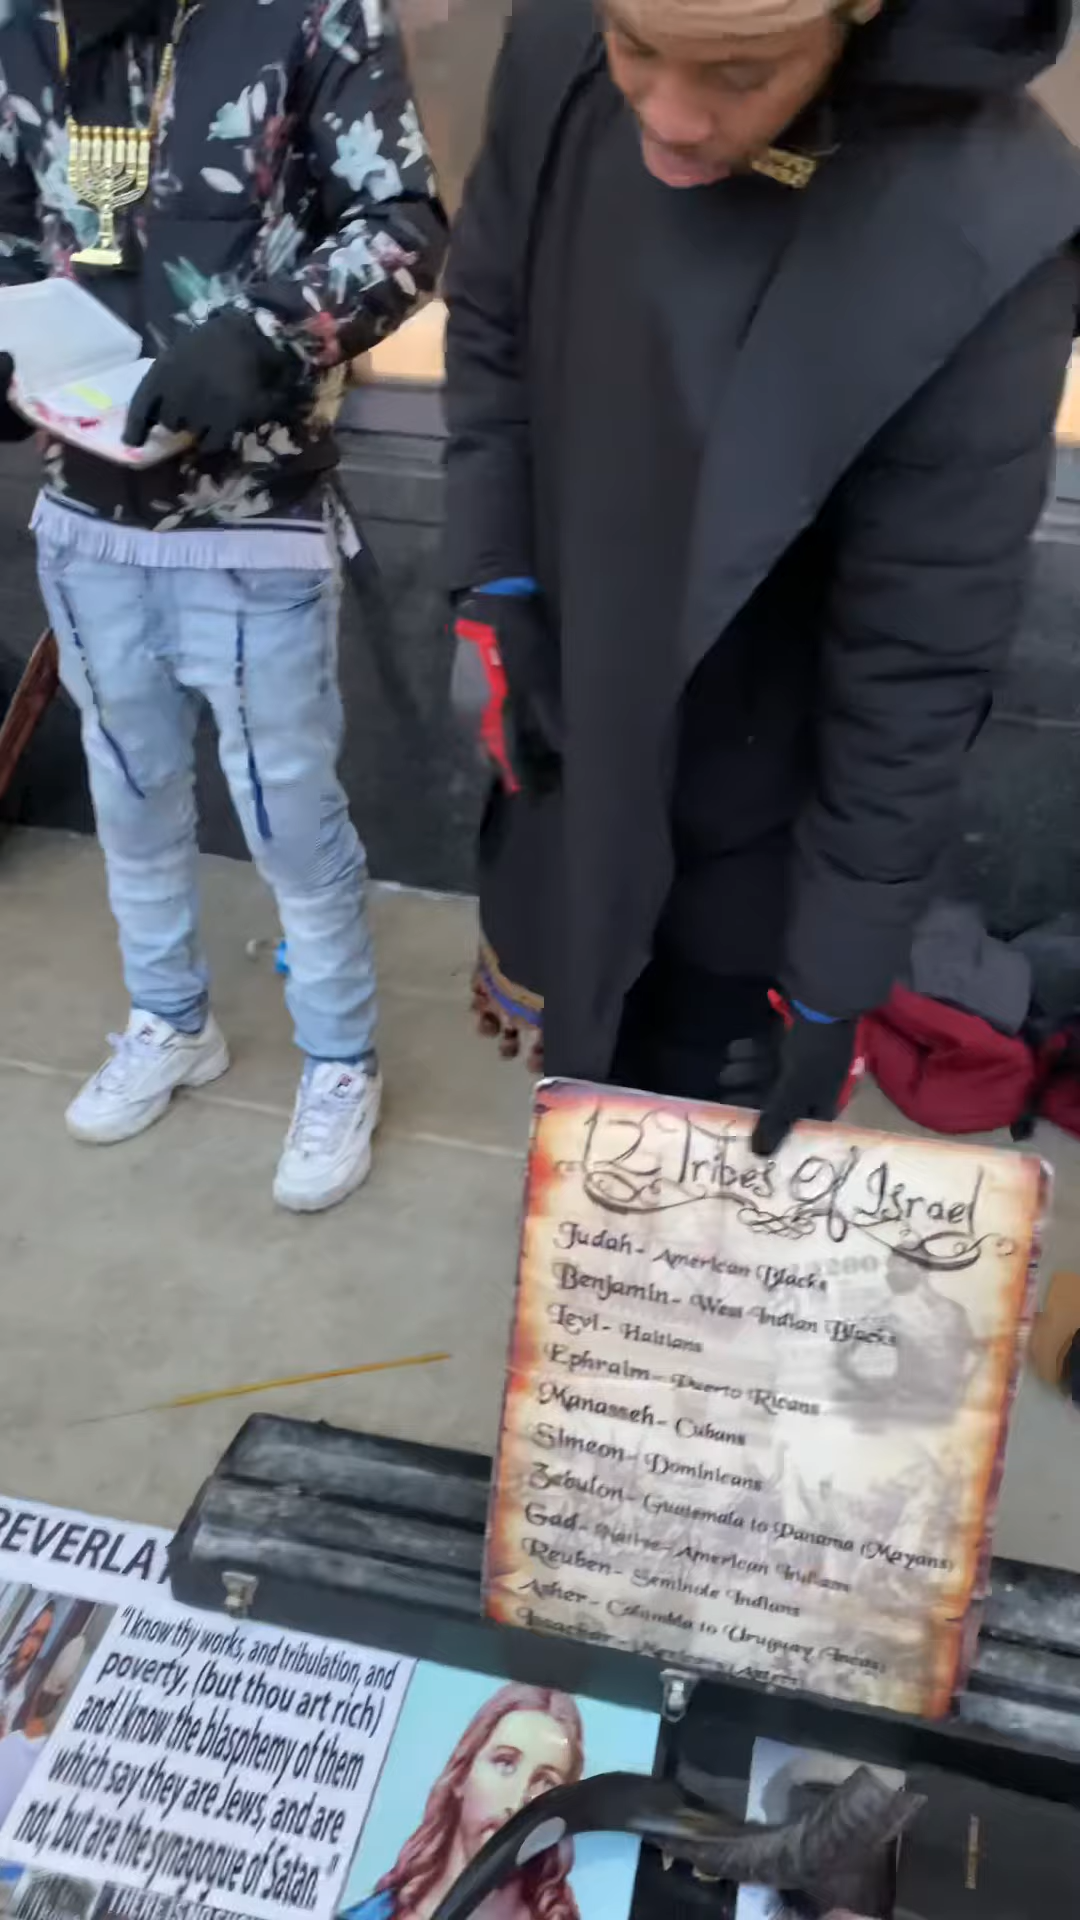 12 Tribes Of Israel
Judah- American Blacks
Benjamin- West Indian Blacks
Levi- Haitians
Ephraim- Puerto Ricans
Manasseh- Cubans
Simeon- Dominicans
Zebulon- Guatemala to Panama (Mayans)
Gad- Native- American Indians
Reuben- Seminole Indians
Asher- Columbia to Uruguay (Incas)
Issachar-
"I know thy works, and tribulation, and
poverty, (but thou art rich)
and I know the blasphemy of them
which say they are Jews, and are
not, but are the synagogue of Satan."